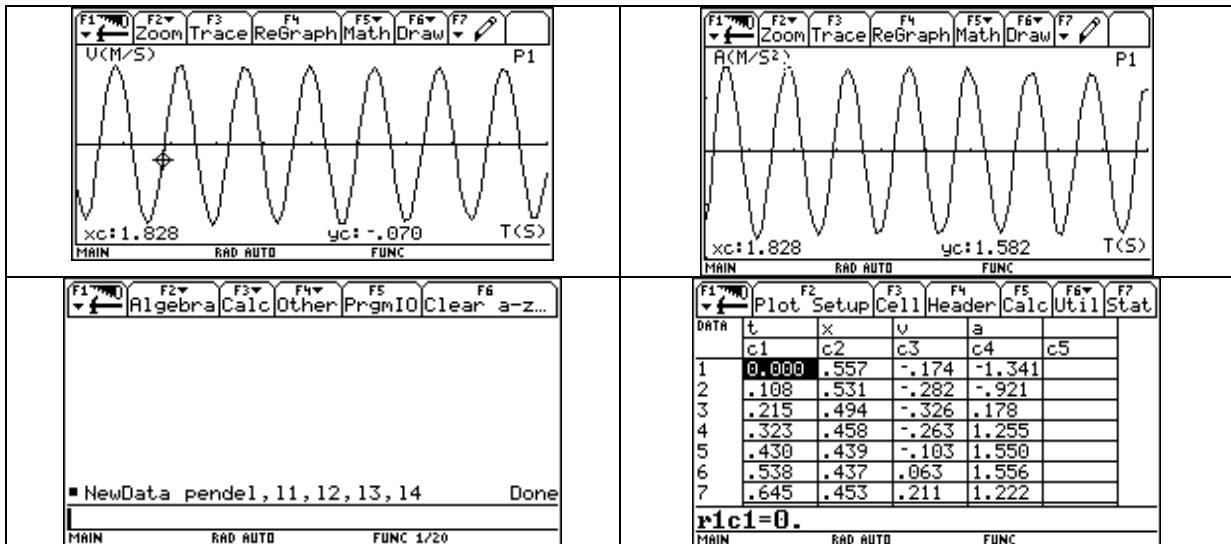 F1 F2 F3 F4 F5 F6 F7
Zoom Trace ReGraph Math Draw
V(M/S) P1
xc:1.828 yc:-.070 T(S)
MAIN RAD AUTO FUNC
F1 F2 F3 F4 F5 F6 F7
Zoom Trace ReGraph Math Draw
A(M/S²) P1
xc:1.828 yc:1.582 T(S)
MAIN RAD AUTO FUNC
F1 F2 F3 F4 F5 F6
Algebra Calc Other PrgmIO Clear a-z…
▪ NewData pendel,l1,l2,l3,l4 Done
MAIN RAD AUTO FUNC 1/20
F1 F2 F3 F4 F5 F6 F7
Plot Setup Cell Header Calc Util Stat
DATA t x v a
c1 c2 c3 c4 c5
1 0.000 .557 -.174 -1.341
2 .108 .531 -.282 -.921
3 .215 .494 -.326 .178
4 .323 .458 -.263 1.255
5 .430 .439 -.103 1.550
6 .538 .437 .063 1.556
7 .645 .453 .211 1.222
r1c1=0.
MAIN RAD AUTO FUNC